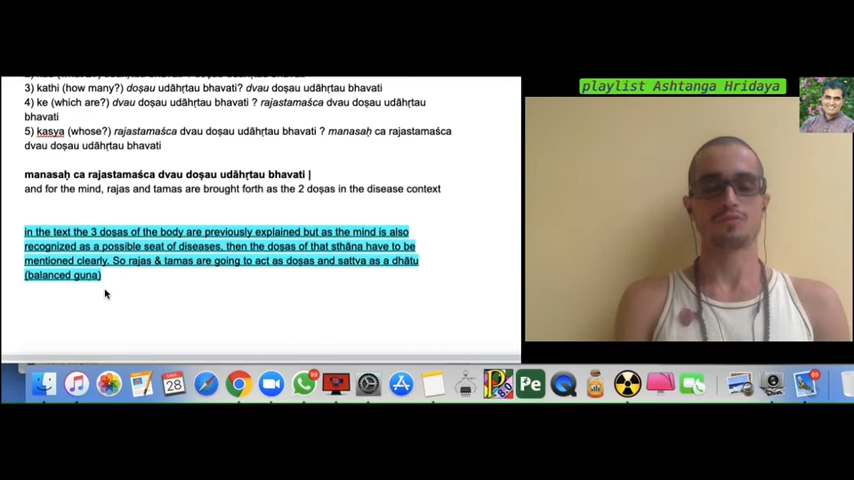 playlist Ashtanga Hridaya
3) kathi (how many?) doṣau udāhṛtau bhavati? dvau doṣau udāhṛtau bhavati
4) ke (which are?) dvau doṣau udāhṛtau bhavati ? rajastamaśca dvau doṣau udāhṛtau
bhavati
5) kasya (whose?) rajastamaśca dvau doṣau udāhṛtau bhavati ? manasaḥ ca rajastamaśca
dvau doṣau udāhṛtau bhavati
manasaḥ ca rajastamaśca dvau doṣau udāhṛtau bhavati |
and for the mind, rajas and tamas are brought forth as the 2 doṣas in the disease context
in the text the 3 doṣas of the body are previously explained but as the mind is also
recognized as a possible seat of diseases, then the doṣas of that sthāna have to be
mentioned clearly. So rajas & tamas are going to act as doṣas and sattva as a dhātu
(balanced guna)
28
99
Pe
69